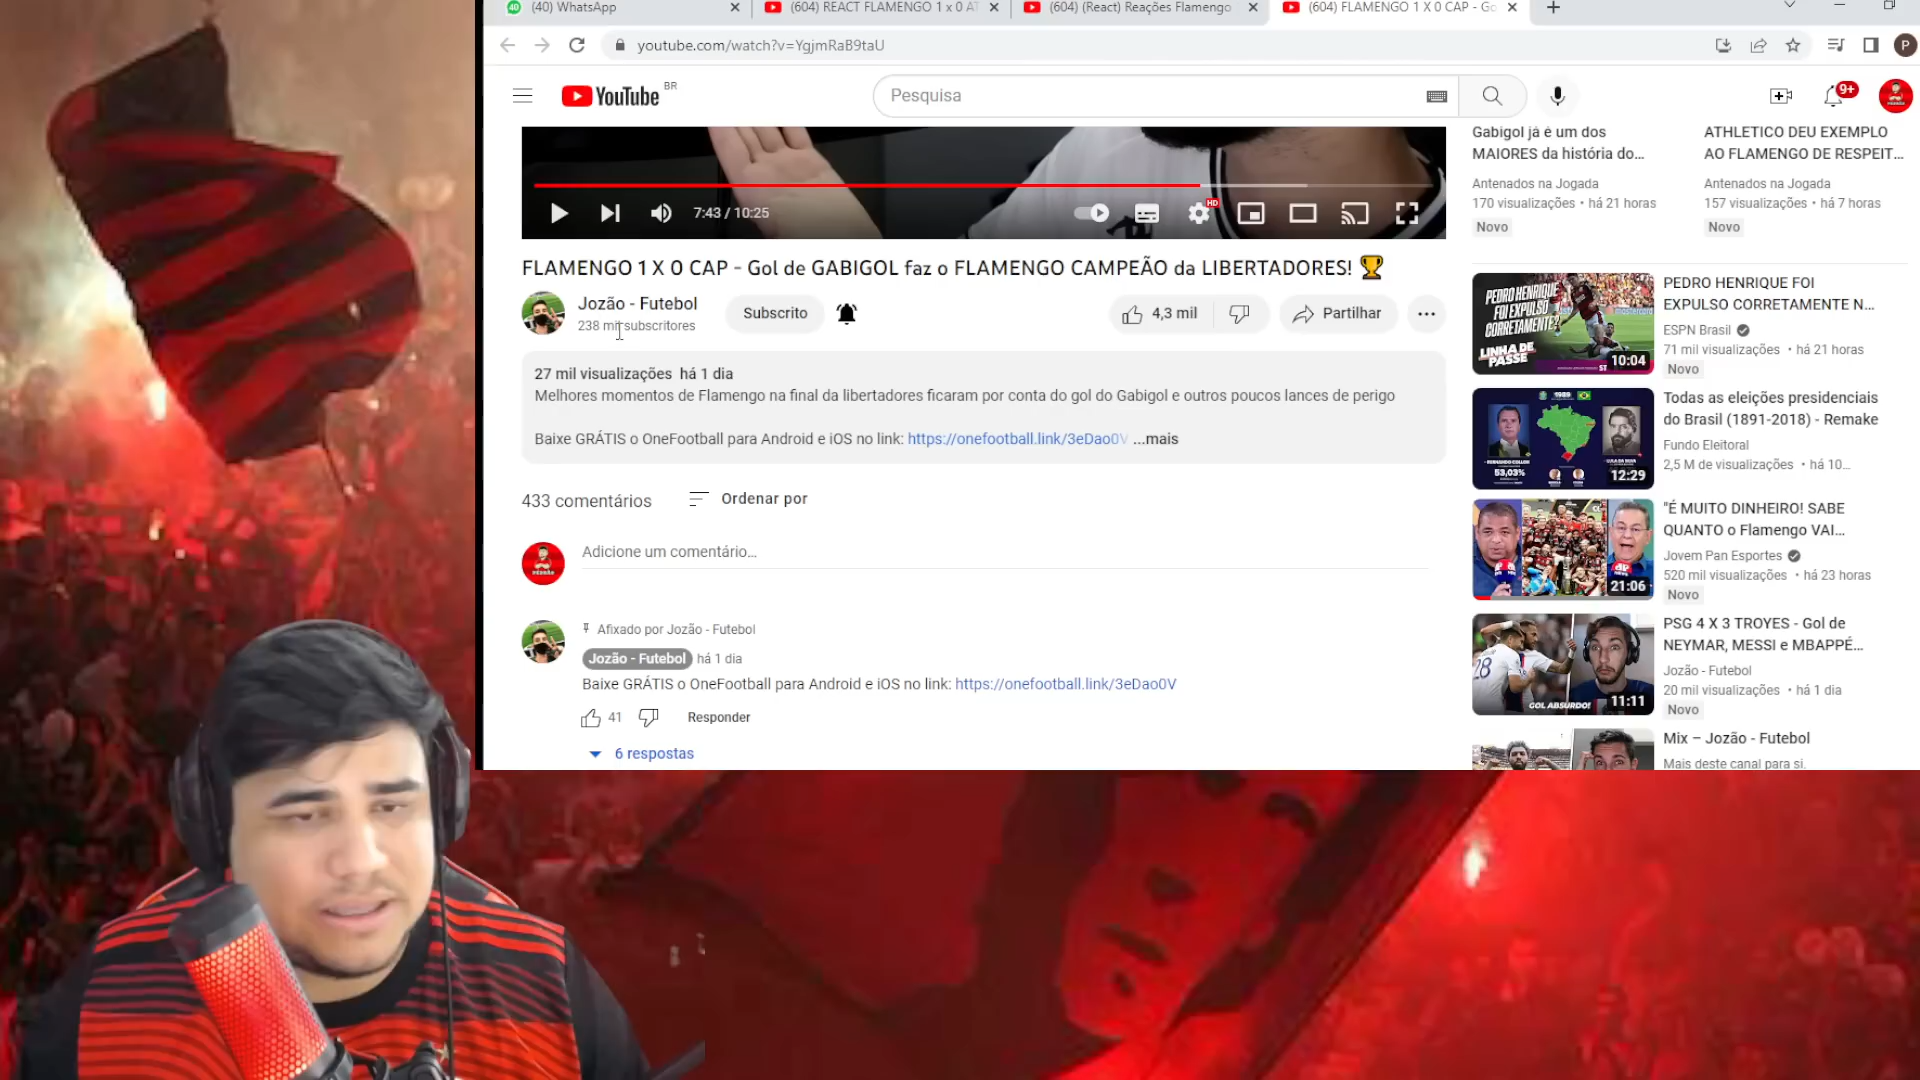 (40) WhatsApp
(604) REACT FLAMENGO 1 x 0 AT
(604) (React) Reações Flamengo
(604) FLAMENGO 1 X 0 CAP - Go
youtube.com/watch?v=YgjmRaB9taU
P
YouTube BR
Pesquisa
9+
Gabigol já é um dos
MAIORES da história do...
Antenados na Jogada
170 visualizações • há 21 horas
Novo
ATHLETICO DEU EXEMPLO
AO FLAMENGO DE RESPEIT...
Antenados na Jogada
157 visualizações • há 7 horas
Novo
7:43 / 10:25
HD
FLAMENGO 1 X 0 CAP - Gol de GABIGOL faz o FLAMENGO CAMPEÃO da LIBERTADORES! 🏆
Jozão - Futebol
238 mil subscritores
Subscrito
4,3 mil
Partilhar
27 mil visualizações há 1 dia
Melhores momentos de Flamengo na final da libertadores ficaram por conta do gol do Gabigol e outros poucos lances de perigo
Baixe GRÁTIS o OneFootball para Android e iOS no link: https://onefootball.link/3eDao0V ...mais
433 comentários
Ordenar por
Adicione um comentário...
Afixado por Jozão - Futebol
Jozão - Futebol há 1 dia
Baixe GRÁTIS o OneFootball para Android e iOS no link: https://onefootball.link/3eDao0V
41
Responder
6 respostas
PEDRO HENRIQUE
FOI EXPULSO
CORRETAMENTE?
LINHA DE
PASSE
10:04
PEDRO HENRIQUE FOI
EXPULSO CORRETAMENTE N...
ESPN Brasil
71 mil visualizações • há 21 horas
Novo
1989
53,03%
12:29
Todas as eleições presidenciais
do Brasil (1891-2018) - Remake
Fundo Eleitoral
2,5 M de visualizações • há 10...
21:06
"É MUITO DINHEIRO! SABE
QUANTO o Flamengo VAI...
Jovem Pan Esportes
520 mil visualizações • há 23 horas
Novo
28
GOL ABSURDO!
11:11
PSG 4 X 3 TROYES - Gol de
NEYMAR, MESSI e MBAPPÉ...
Jozão - Futebol
20 mil visualizações • há 1 dia
Novo
Mix – Jozão - Futebol
Mais deste canal para si.